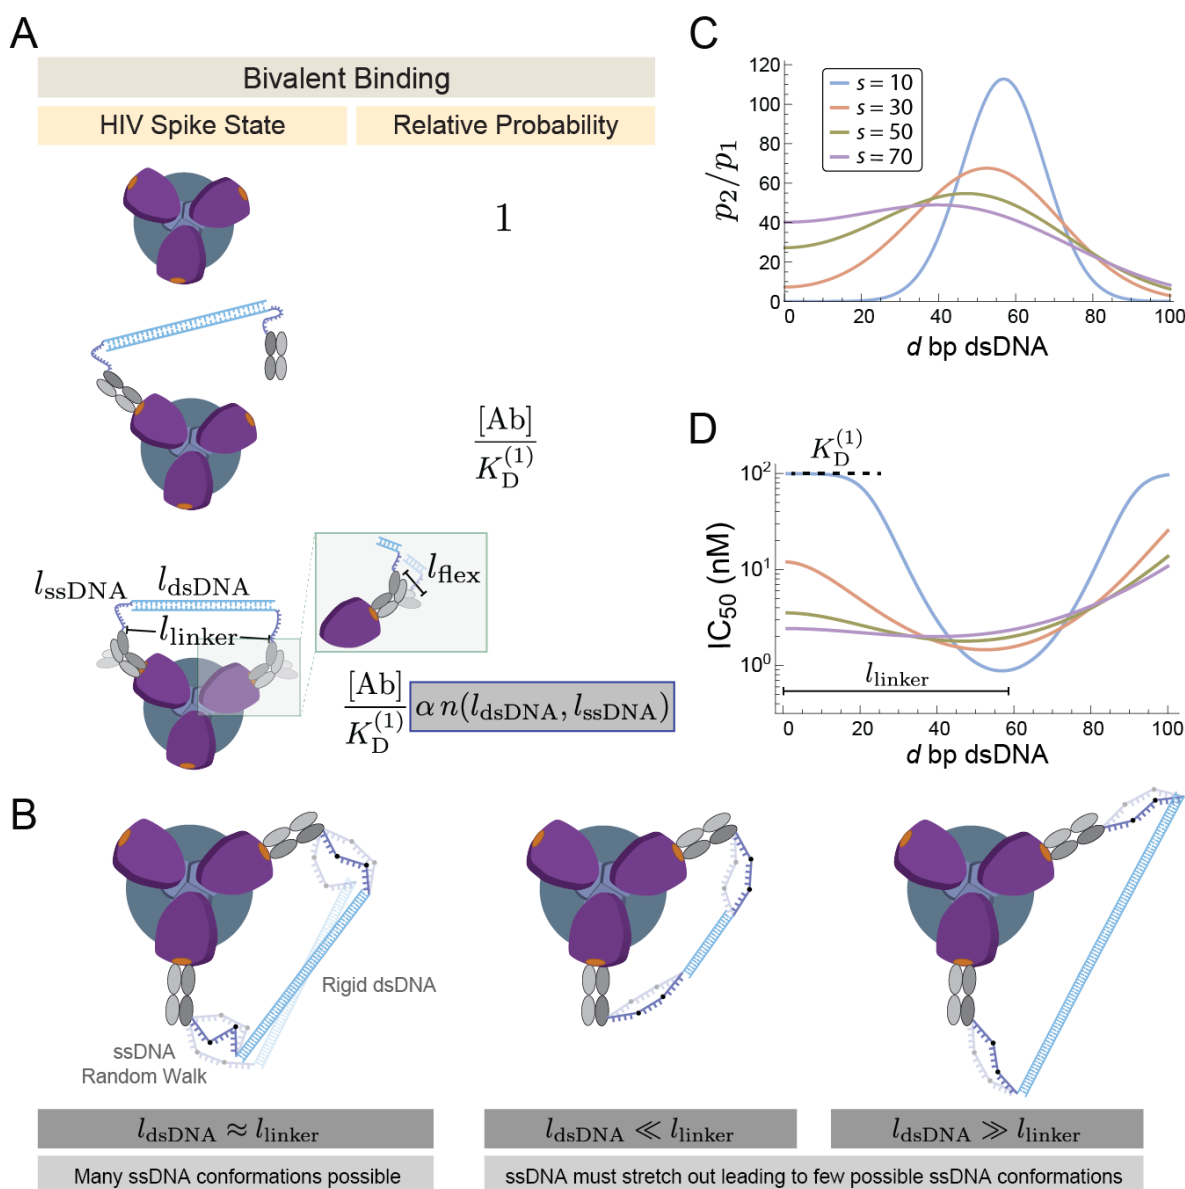 A
Bivalent Binding
HIV Spike State
Relative Probability
1
[Ab]
K_D^(1)
l_ssDNA
l_dsDNA
l_linker
l_flex
[Ab]
K_D^(1)
α n(l_dsDNA, l_ssDNA)
B
Rigid dsDNA
ssDNA
Random Walk
l_dsDNA ≈ l_linker
l_dsDNA ≪ l_linker
l_dsDNA ≫ l_linker
Many ssDNA conformations possible
ssDNA must stretch out leading to few possible ssDNA conformations
C
p_2/p_1
120
100
80
60
40
20
0
s = 10
s = 30
s = 50
s = 70
0 20 40 60 80 100
d bp dsDNA
D
K_D^(1)
IC_50 (nM)
10^2
10^1
10^0
l_linker
0 20 40 60 80 100
d bp dsDNA